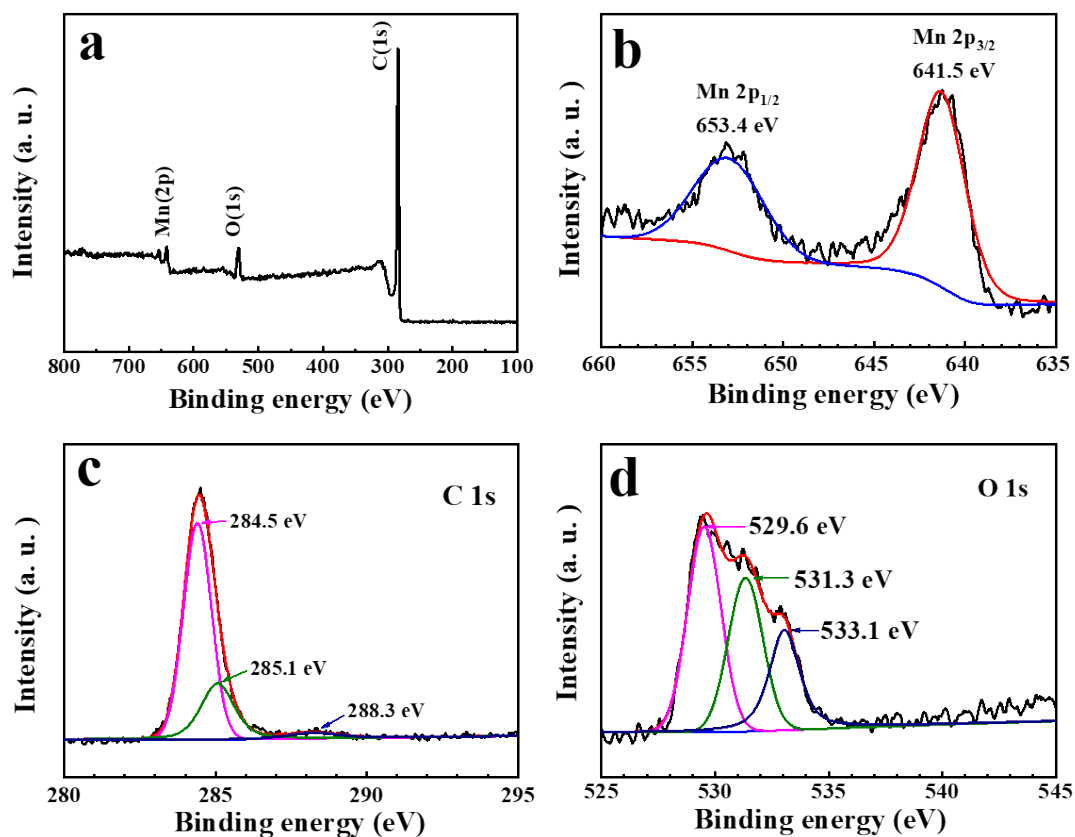 a
C(1s)
Mn(2p)
O(1s)
Intensity (a. u. )
800 700 600 500 400 300 200 100
Binding energy (eV)
b
Mn 2p3/2
641.5 eV
Mn 2p1/2
653.4 eV
Intensity (a. u. )
660 655 650 645 640 635
Binding energy (eV)
c
C 1s
284.5 eV
285.1 eV
288.3 eV
Intensity (a. u. )
280 285 290 295
Binding energy (eV)
d
O 1s
529.6 eV
531.3 eV
533.1 eV
Intensity (a. u. )
525 530 535 540 545
Binding energy (eV)